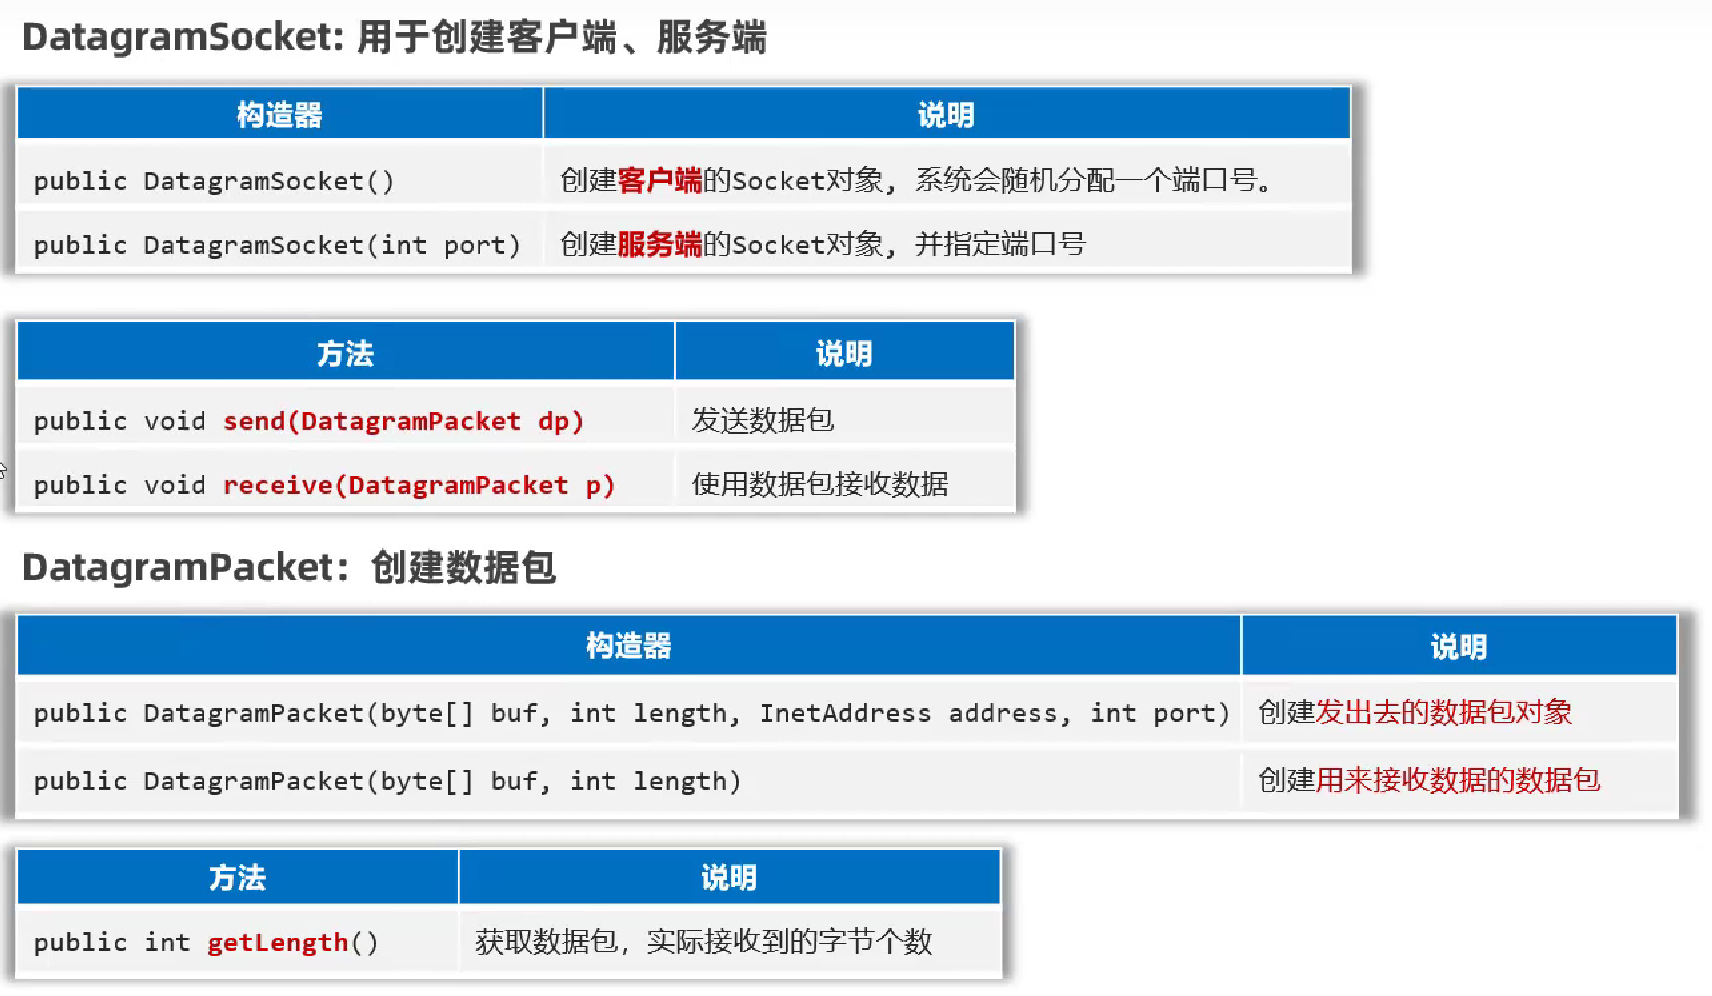 DatagramSocket: 用于创建客户端、服务端
构造器 说明
public DatagramSocket() 创建客户端的Socket对象, 系统会随机分配一个端口号。
public DatagramSocket(int port) 创建服务端的Socket对象, 并指定端口号
方法 说明
public void send(DatagramPacket dp) 发送数据包
public void receive(DatagramPacket p) 使用数据包接收数据
DatagramPacket：创建数据包
构造器 说明
public DatagramPacket(byte[] buf, int length, InetAddress address, int port) 创建发出去的数据包对象
public DatagramPacket(byte[] buf, int length) 创建用来接收数据的数据包
方法 说明
public int getLength() 获取数据包，实际接收到的字节个数